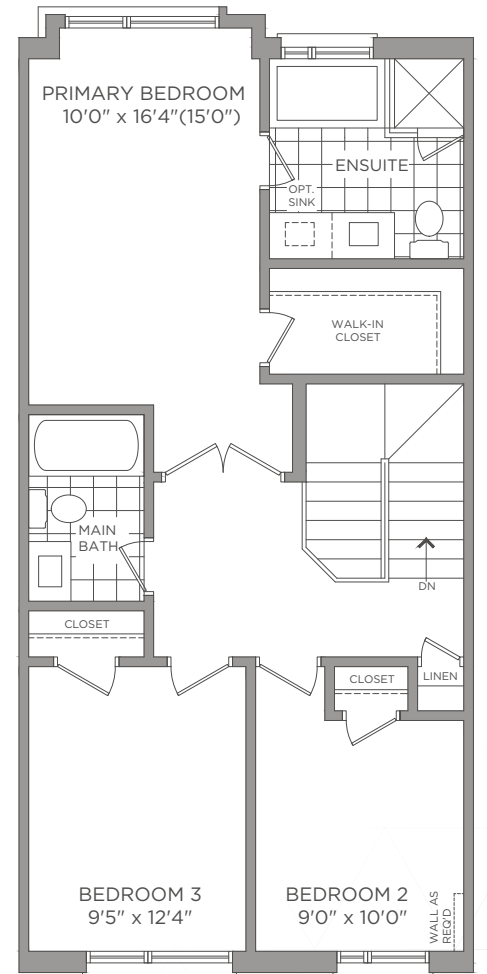 PRIMARY BEDROOM
10'0" x 16'4"(15'0")
ENSUITE
OPT.
SINK
WALK-IN
CLOSET
MAIN
BATH
DN
CLOSET
CLOSET
LINEN
BEDROOM 3
9'5" x 12'4"
BEDROOM 2
9'0" x 10'0"
WALL AS
REQ'D